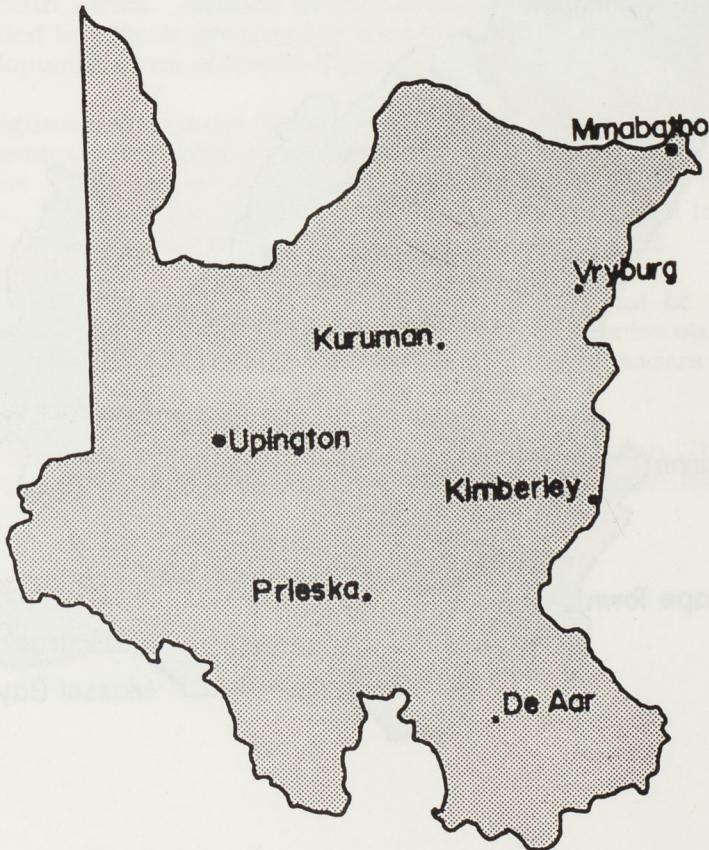 Mmabatho
Vryburg
Kuruman
Upington
Kimberley
Prieska
De Aar